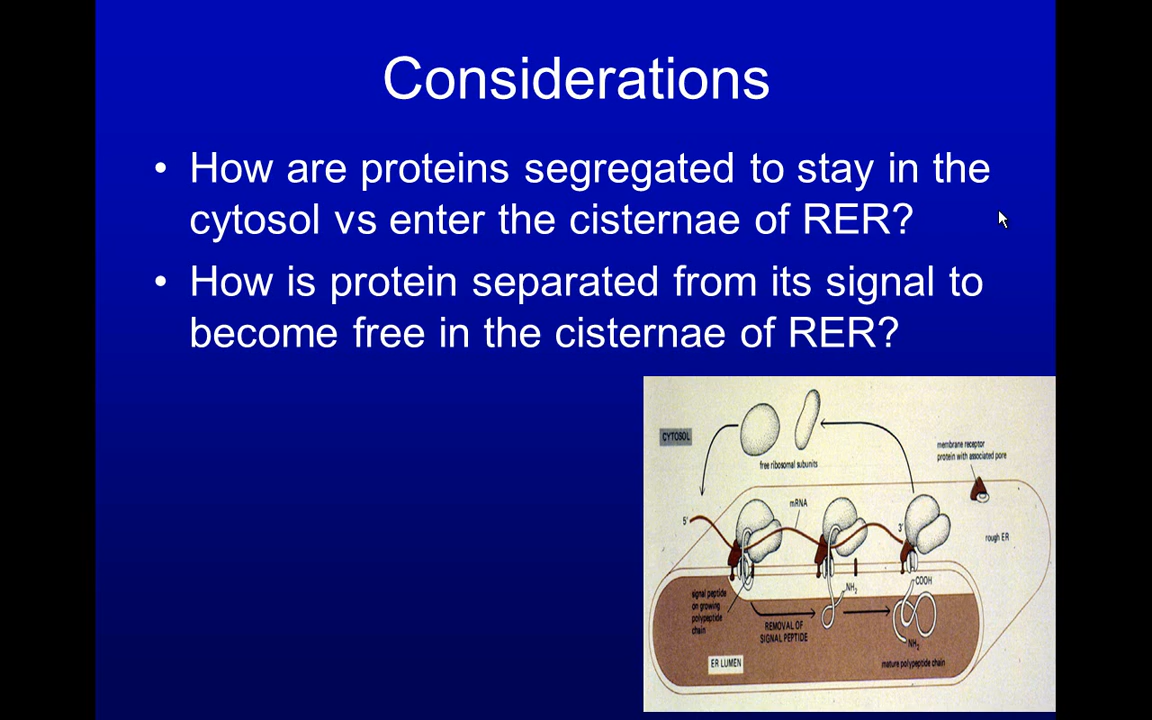 Considerations
• How are proteins segregated to stay in the
cytosol vs enter the cisternae of RER?
• How is protein separated from its signal to
become free in the cisternae of RER?
CYTOSOL
free ribosomal subunits
membrane receptor
protein with associated pore
mRNA
5'
3'
rough ER
signal peptide
on growing
polypeptide
chain
NH2
COOH
REMOVAL OF
SIGNAL PEPTIDE
NH2
ER LUMEN
mature polypeptide chain